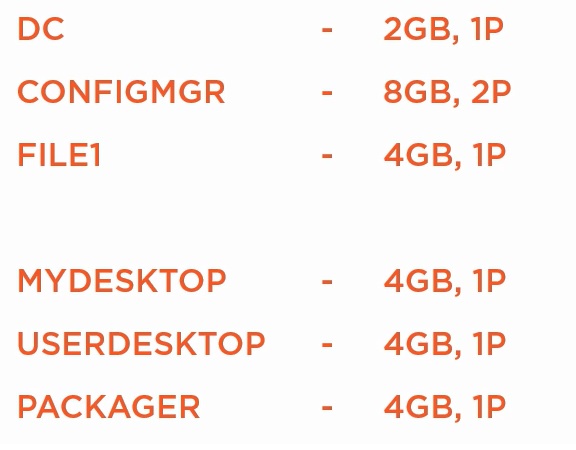 DC - 2GB, 1P
CONFIGMGR - 8GB, 2P
FILE1 - 4GB, 1P
MYDESKTOP - 4GB, 1P
USERDESKTOP - 4GB, 1P
PACKAGER - 4GB, 1P